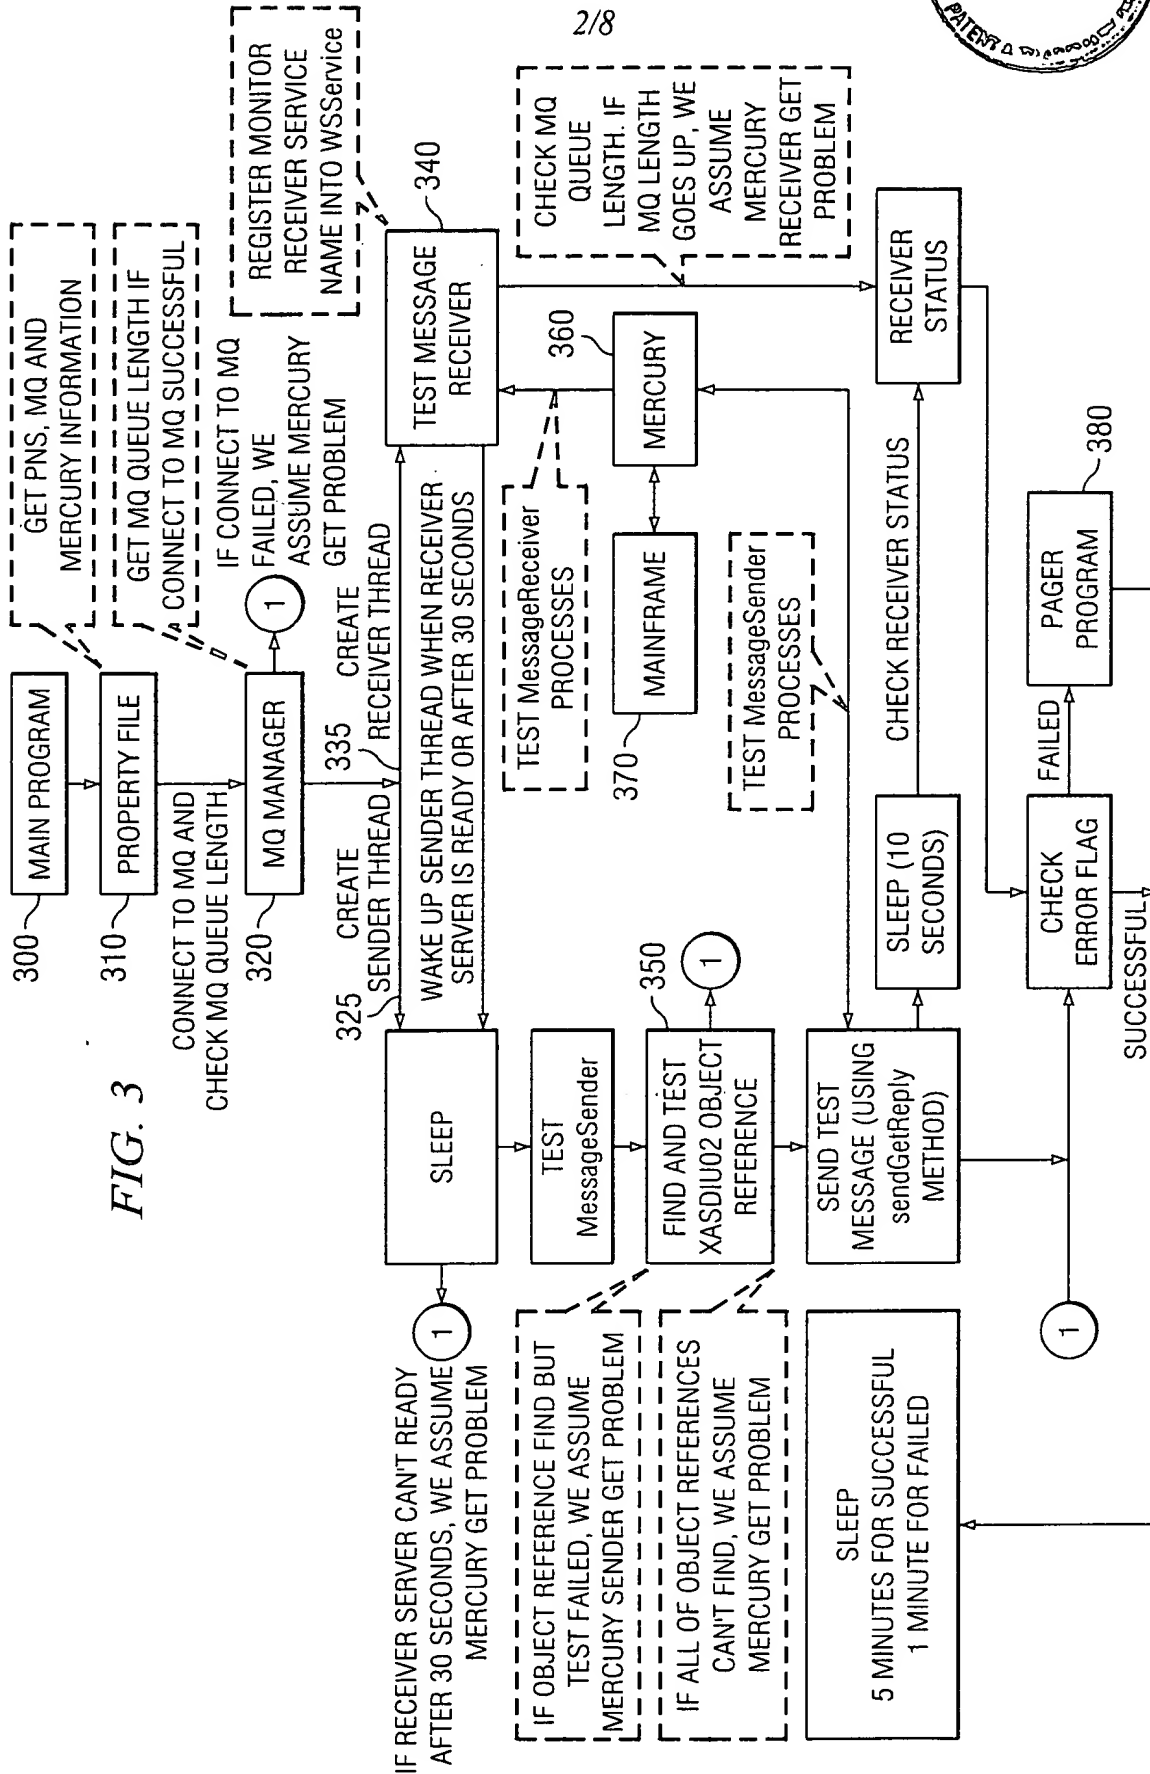 2/8
PATENT &
FIG. 3
300
MAIN PROGRAM
GET PNS, MQ AND
MERCURY INFORMATION
310
PROPERTY FILE
GET MQ QUEUE LENGTH IF
CONNECT TO MQ SUCCESSFUL
CONNECT TO MQ AND
CHECK MQ QUEUE LENGTH
320
MQ MANAGER
1
IF CONNECT TO MQ
FAILED, WE
ASSUME MERCURY
GET PROBLEM
REGISTER MONITOR
RECEIVER SERVICE
NAME INTO WSService
325
CREATE
SENDER THREAD
335
CREATE
RECEIVER THREAD
340
TEST MESSAGE
RECEIVER
WAKE UP SENDER THREAD WHEN RECEIVER
SERVER IS READY OR AFTER 30 SECONDS
SLEEP
1
IF RECEIVER SERVER CAN'T READY
AFTER 30 SECONDS, WE ASSUME
MERCURY GET PROBLEM
TEST
MessageSender
TEST MessageReceiver
PROCESSES
CHECK MQ
QUEUE
LENGTH. IF
MQ LENGTH
GOES UP, WE
ASSUME
MERCURY
RECEIVER GET
PROBLEM
IF OBJECT REFERENCE FIND BUT
TEST FAILED, WE ASSUME
MERCURY SENDER GET PROBLEM
350
FIND AND TEST
XASDIU02 OBJECT
REFERENCE
1
370
MAINFRAME
360
MERCURY
IF ALL OF OBJECT REFERENCES
CAN'T FIND, WE ASSUME
MERCURY GET PROBLEM
TEST MessageSender
PROCESSES
SEND TEST
MESSAGE (USING
sendGetReply
METHOD)
SLEEP (10
SECONDS)
CHECK RECEIVER STATUS
RECEIVER
STATUS
SLEEP
5 MINUTES FOR SUCCESSFUL
1 MINUTE FOR FAILED
1
CHECK
ERROR FLAG
FAILED
380
PAGER
PROGRAM
SUCCESSFUL